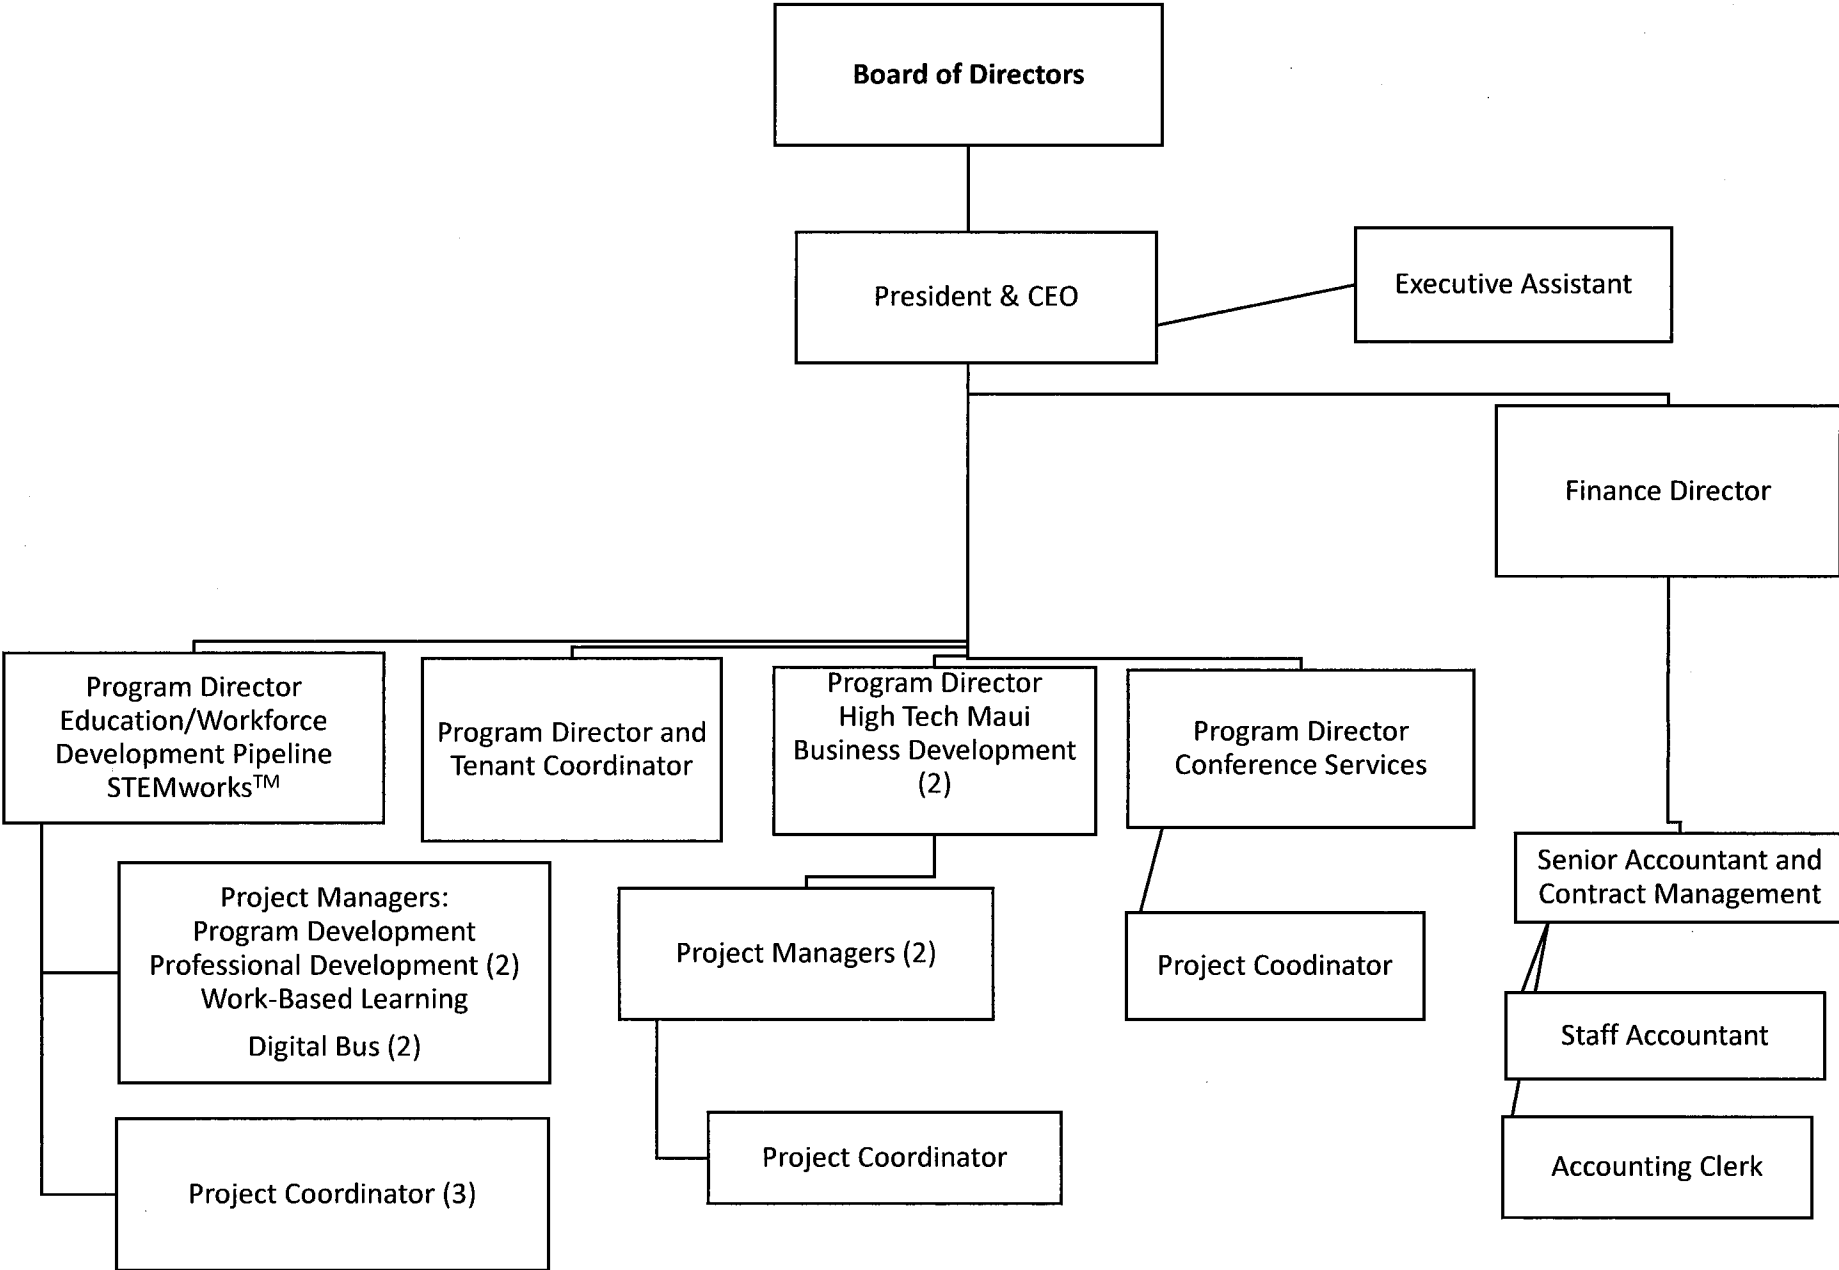 Board of Directors
President & CEO
Executive Assistant
Finance Director
Program Director
Education/Workforce
Development Pipeline
STEMworks™
Program Director and
Tenant Coordinator
Program Director
High Tech Maui
Business Development
(2)
Program Director
Conference Services
Senior Accountant and
Contract Management
Project Managers:
Program Development
Professional Development (2)
Work-Based Learning
Digital Bus (2)
Project Managers (2)
Project Coodinator
Staff Accountant
Project Coordinator (3)
Project Coordinator
Accounting Clerk